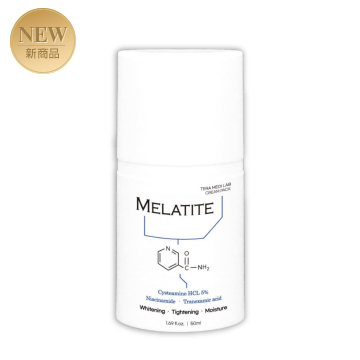 NEW
新商品
TERA MEDI LAB
CREAM PACK
MELATITE
N
O
C
NH₂
Cysteamine HCL 5%
Niacinamide · Tranexamic acid
Whitening · Tightening · Moisture
1.69 fl.oz. | 50ml